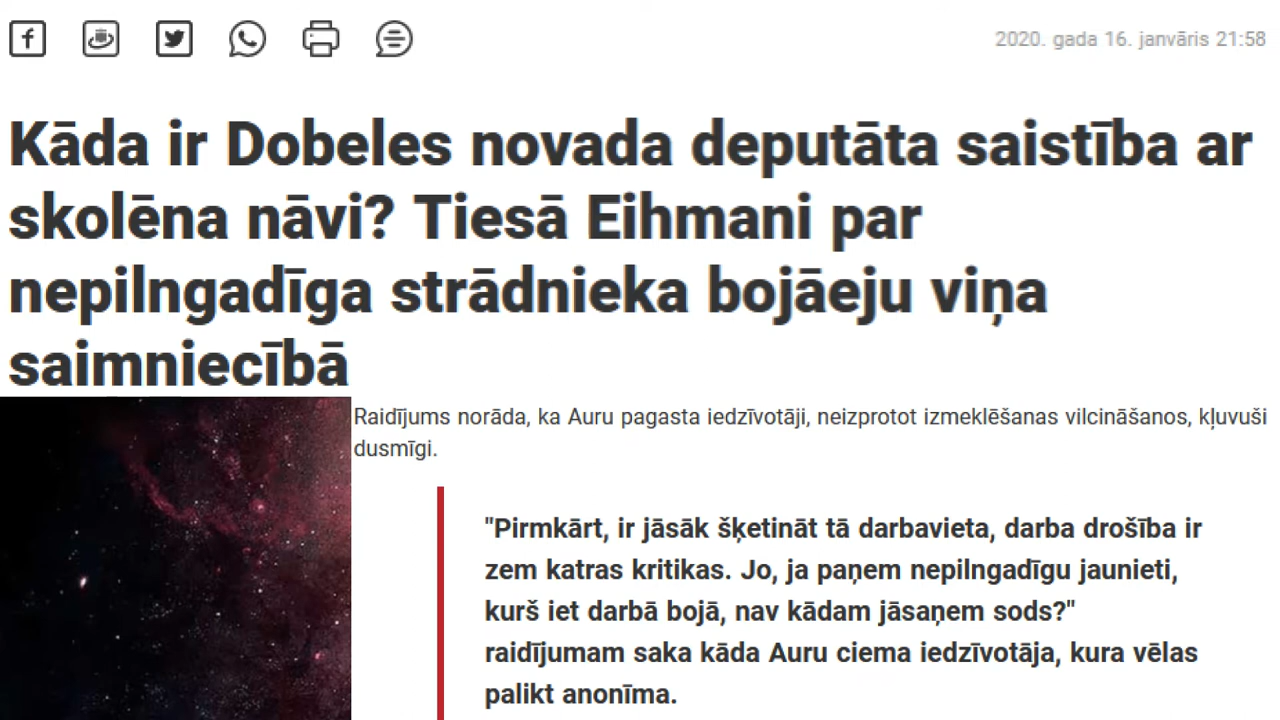 2020. gada 16. janvāris 21:58
Kāda ir Dobeles novada deputāta saistība ar
skolēna nāvi? Tiesā Eihmani par
nepilngadīga strādnieka bojāeju viņa
saimniecībā
Raidījums norāda, ka Auru pagasta iedzīvotāji, neizprotot izmeklēšanas vilcināšanos, kļuvuši
dusmīgi.
"Pirmkārt, ir jāsāk šķetināt tā darbavieta, darba drošība ir
zem katras kritikas. Jo, ja paņem nepilngadīgu jaunieti,
kurš iet darbā bojā, nav kādam jāsaņem sods?"
raidījumam saka kāda Auru ciema iedzīvotāja, kura vēlas
palikt anonīma.